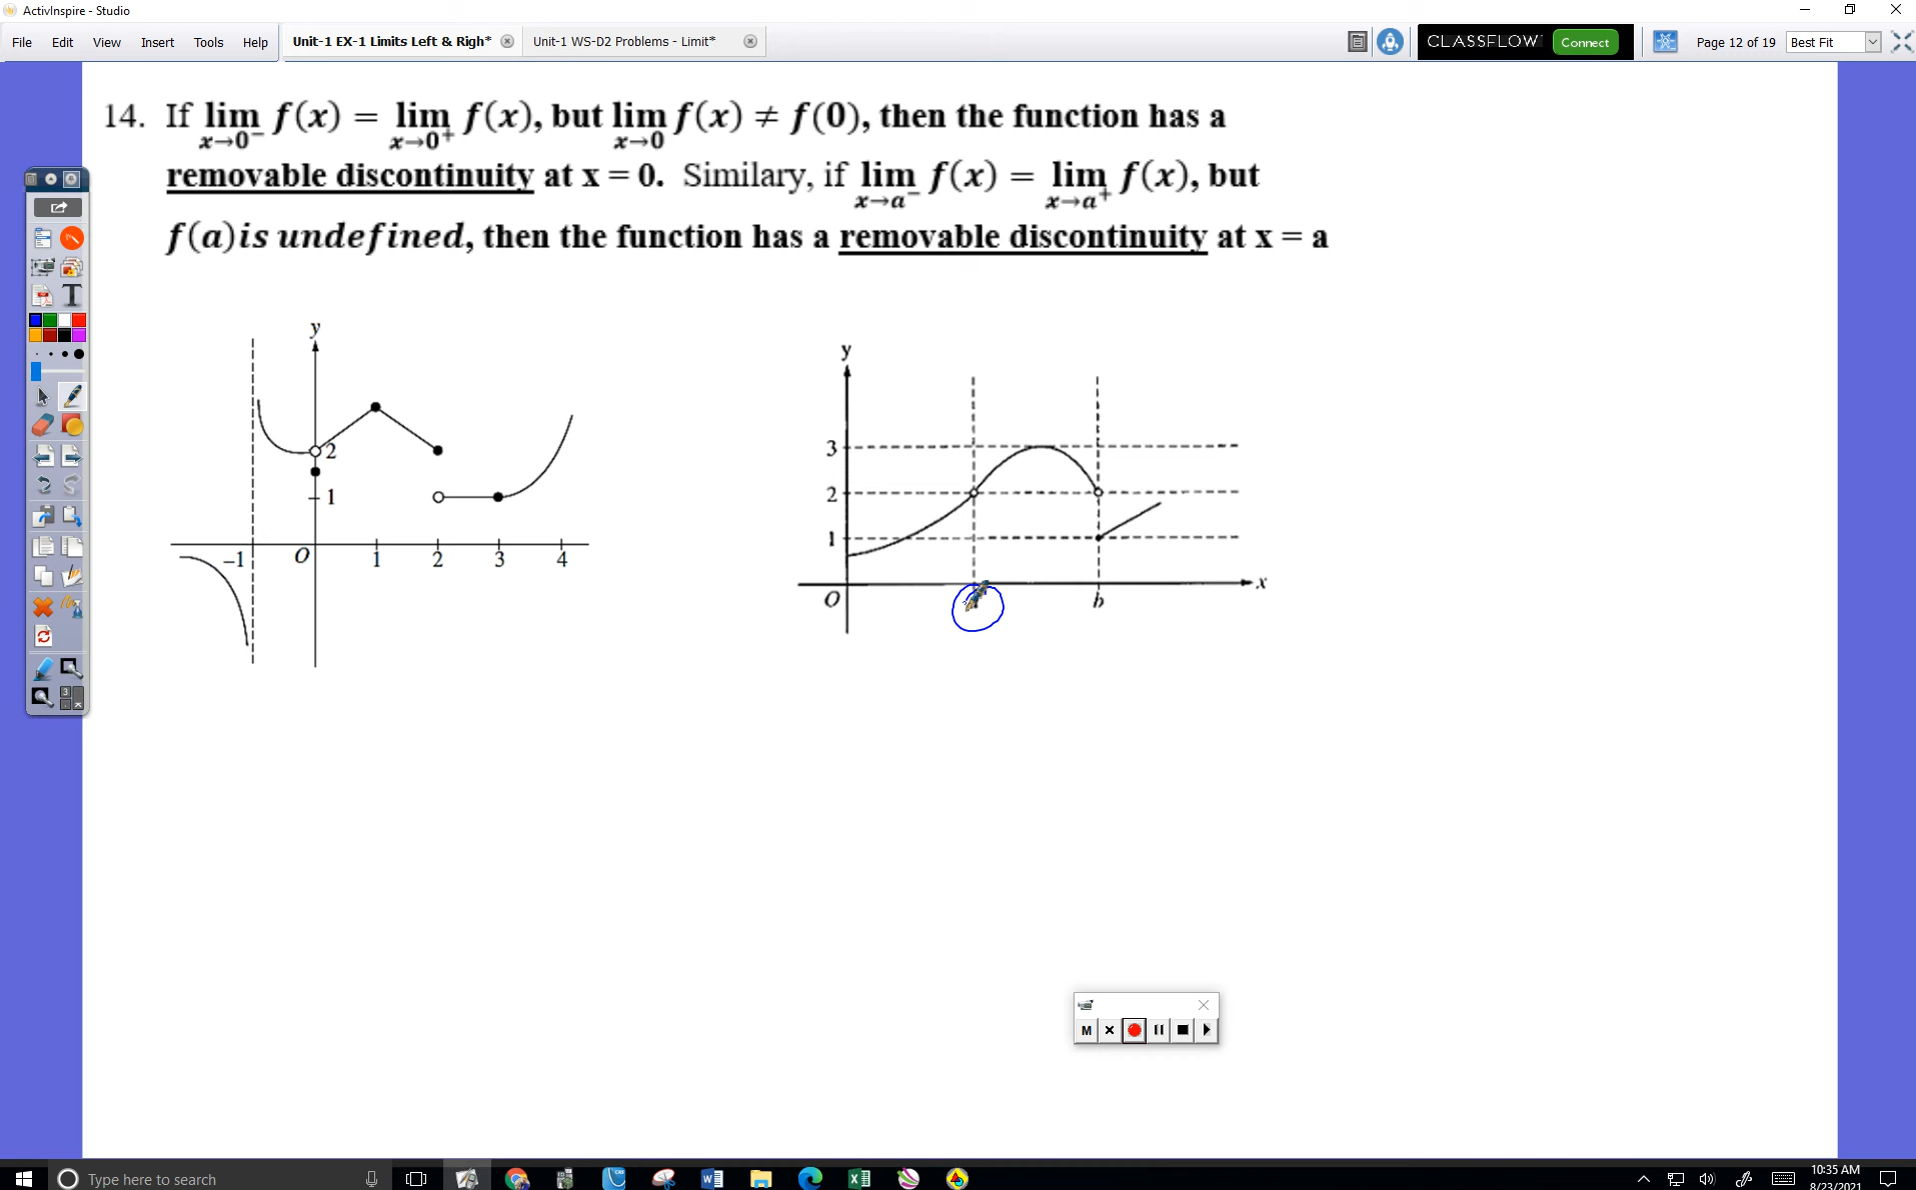 ActivInspire - Studio
File Edit View Insert Tools Help
Unit-1 EX-1 Limits Left & Righ*
Unit-1 WS-D2 Problems - Limit*
CLASSFLOW
Connect
Page 12 of 19
Best Fit
14. If lim x→0⁻ f(x) = lim x→0⁺ f(x), but lim x→0 f(x) ≠ f(0), then the function has a
removable discontinuity at x = 0. Similary, if lim x→a⁻ f(x) = lim x→a⁺ f(x), but
f(a)is undefined, then the function has a removable discontinuity at x = a
y
2
1
-1 O 1 2 3 4
y
3
2
1
O b x
M
Type here to search
10:35 AM
8/23/2021